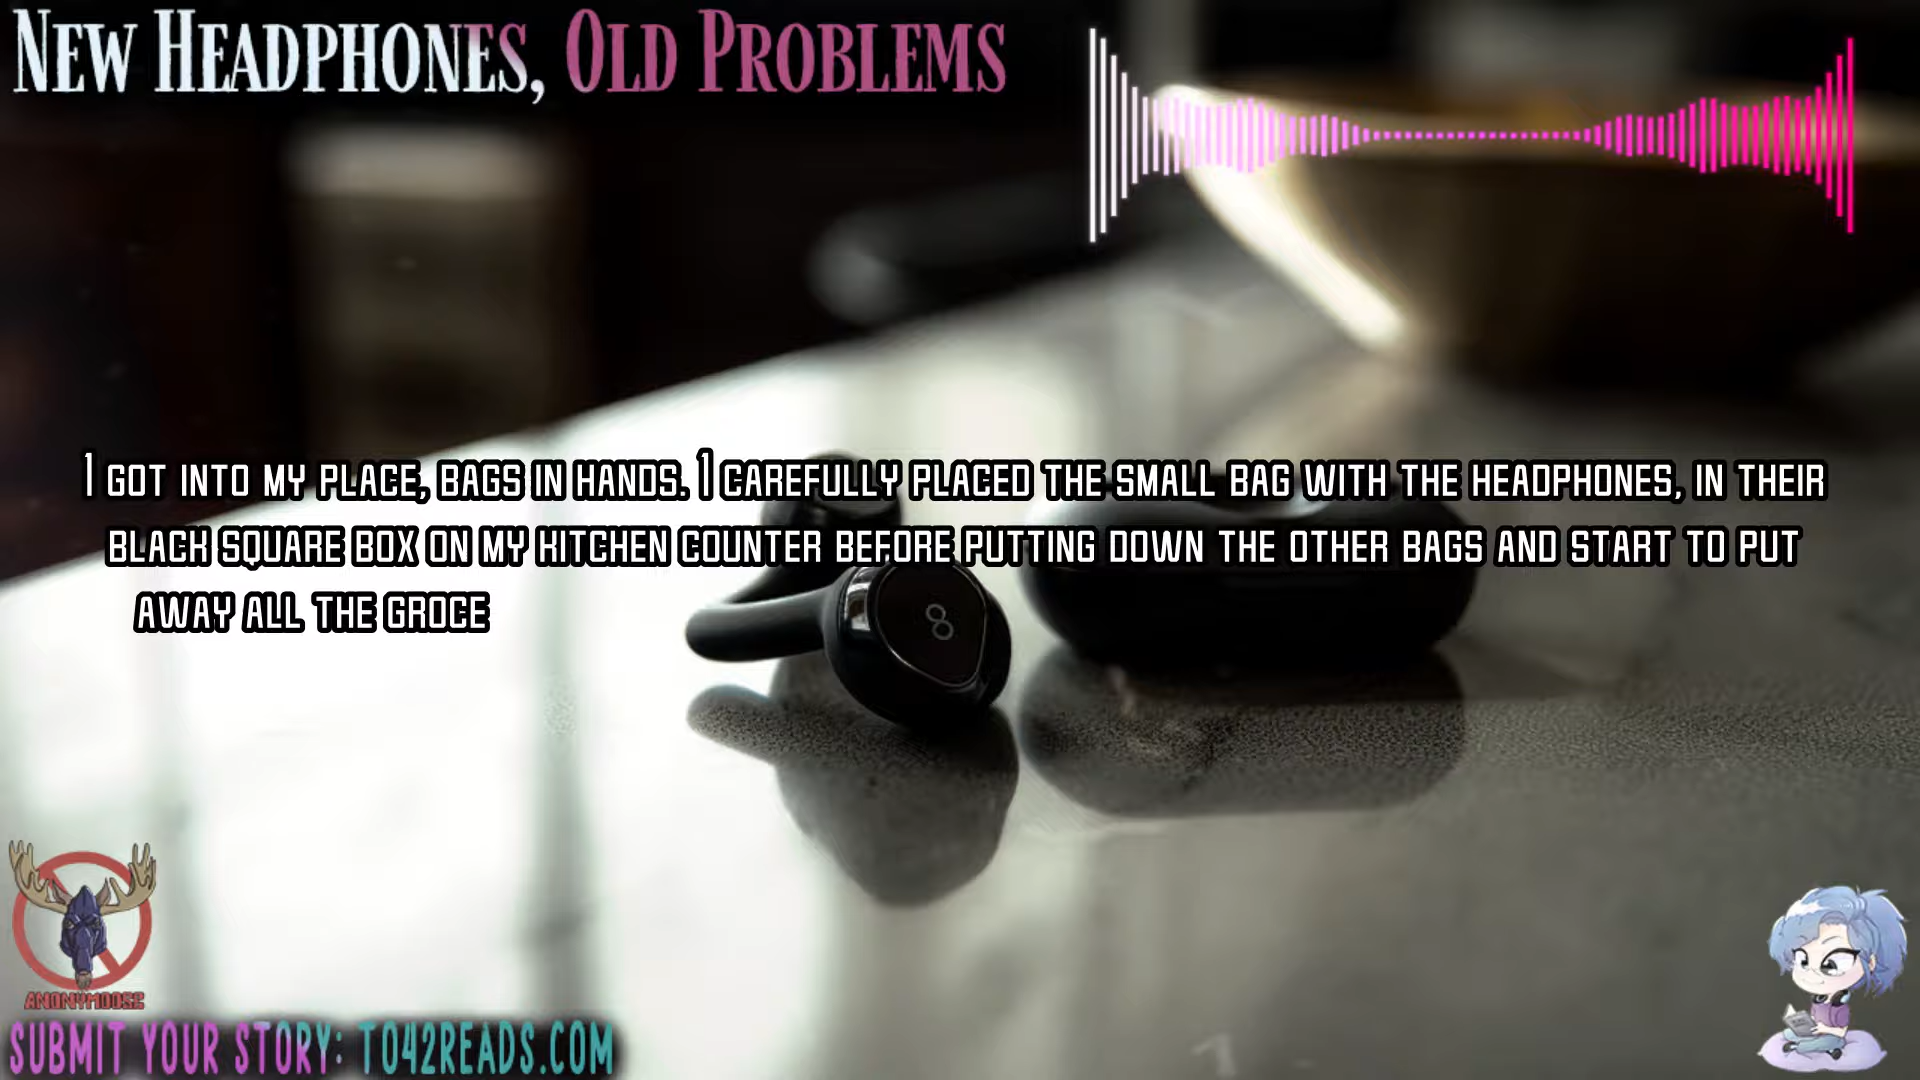 New Headphones, Old Problems
I got into my place, bags in hands. I carefully placed the small bag with the headphones, in their
black square box on my kitchen counter before putting down the other bags and start to put
away all the groce
8
ANONYMOOSE
SUBMIT YOUR STORY: TO42READS.COM